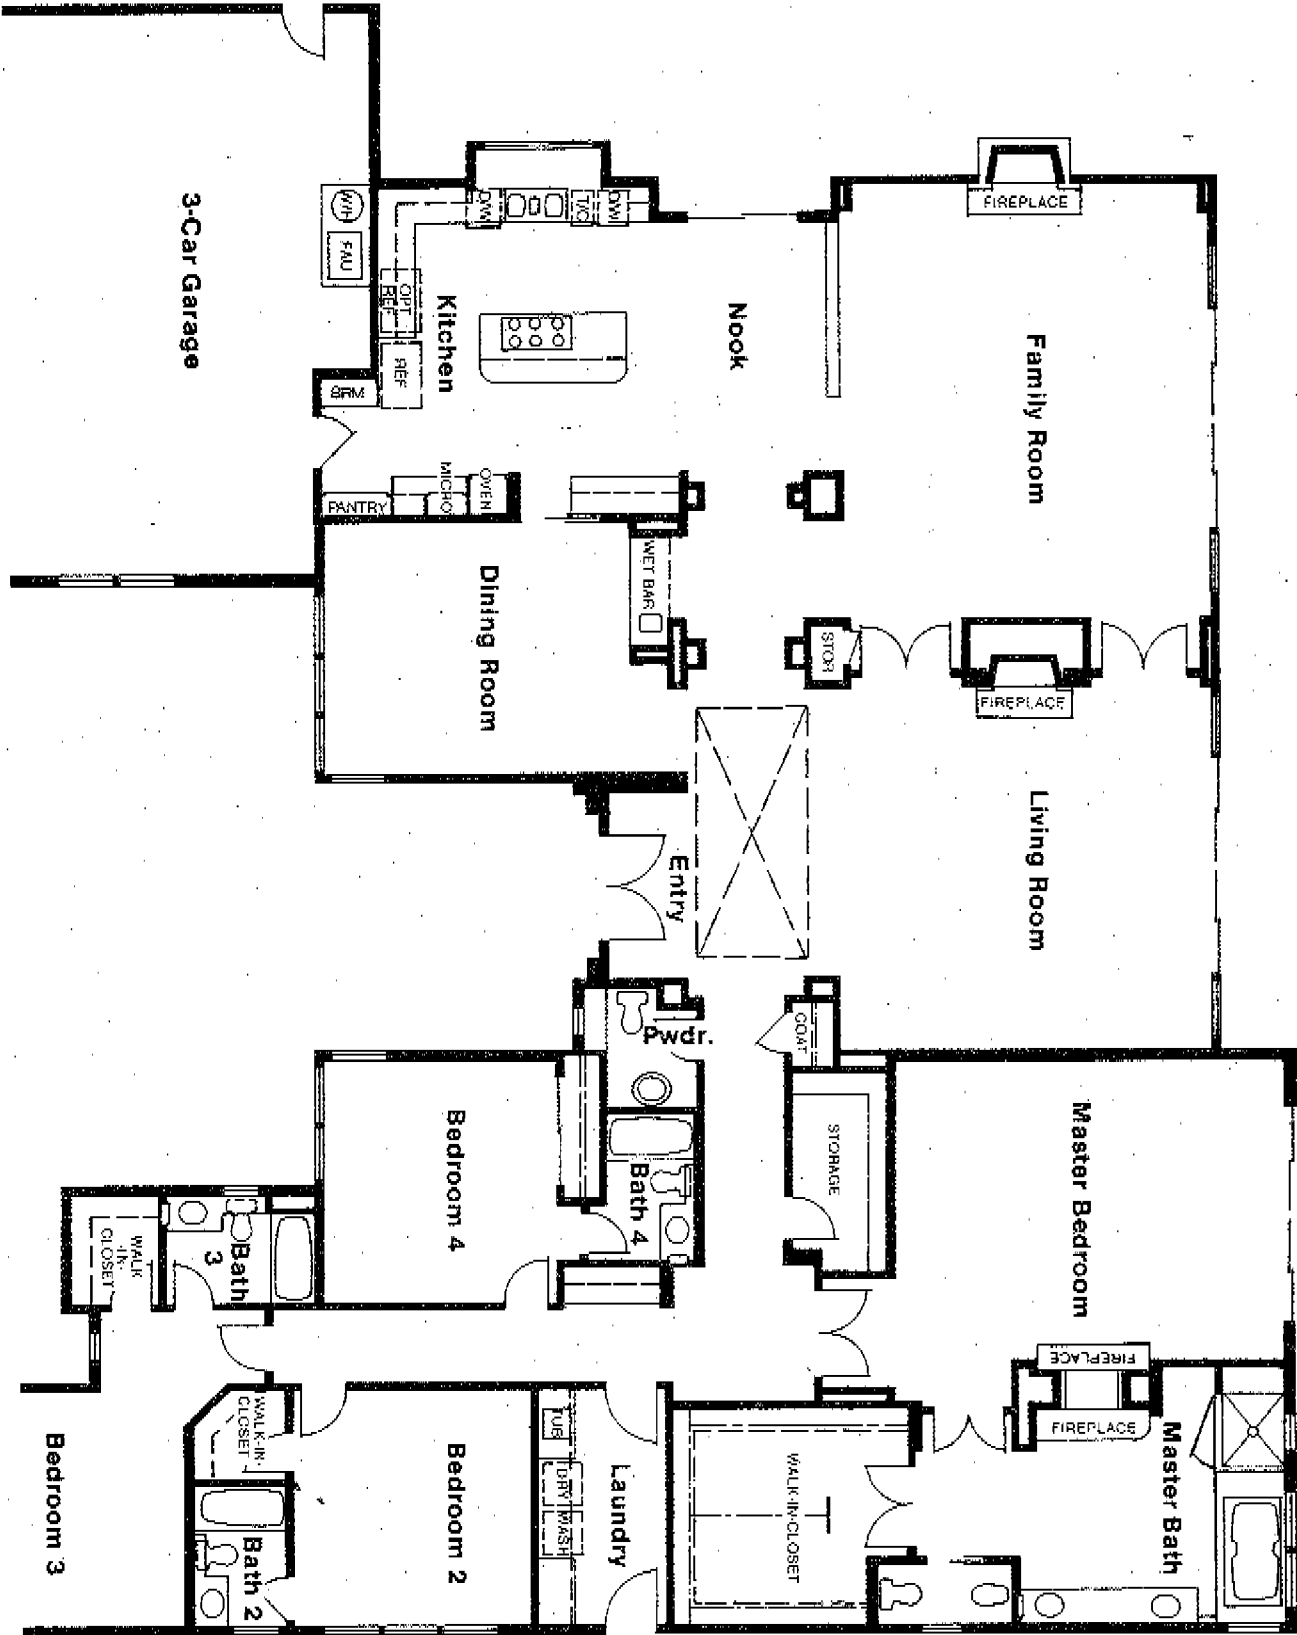 FIREPLACE
3-Car Garage
W/H
FAU
D/W
T/C
D/W
OPT.
REF.
REF
Kitchen
Nook
Family Room
BRM
PANTRY
MICRO
OVEN
WET BAR
Dining Room
STOR
FIREPLACE
Living Room
Entry
COAT
Pwdr.
STORAGE
Master Bedroom
Bedroom 4
Bath 4
WALK
-IN-
CLOSET
Bath
3
FIREPLACE
FIREPLACE
Master Bath
WALK-IN-
CLOSET
TUB
DRY
WASH
Laundry
WALK-IN-CLOSET
Bedroom 2
Bath 2
Bedroom 3